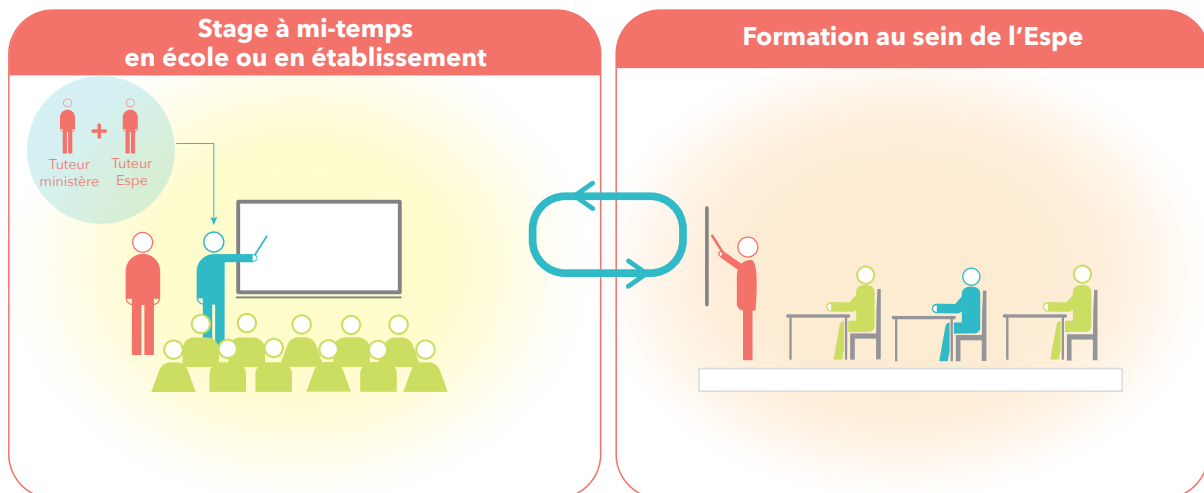 Stage à mi-temps
en école ou en établissement
Formation au sein de l'Espe
+
Tuteur
ministère
Tuteur
Espe